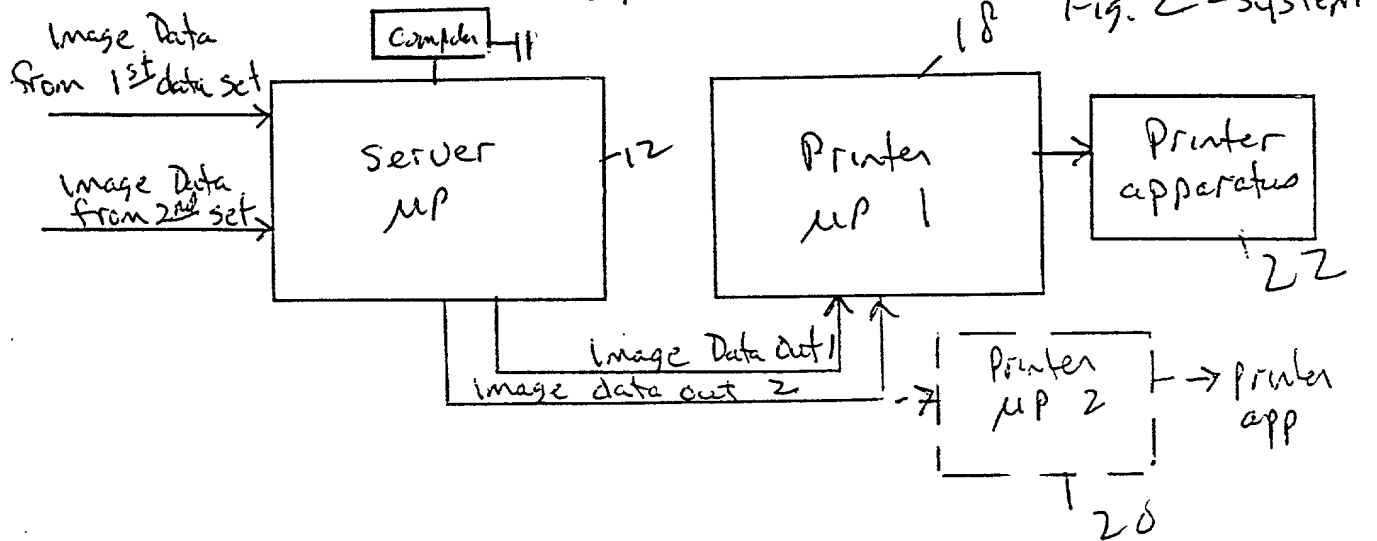 18 Fig. 2 - System
Image Data
from 1st data set
11
Server
μP
12
Printer
μP 1
Printer
apparatus
22
Image Data
from 2nd set
Image Data Out 1
Image data out 2
Printer
μP 2
printer
app
20